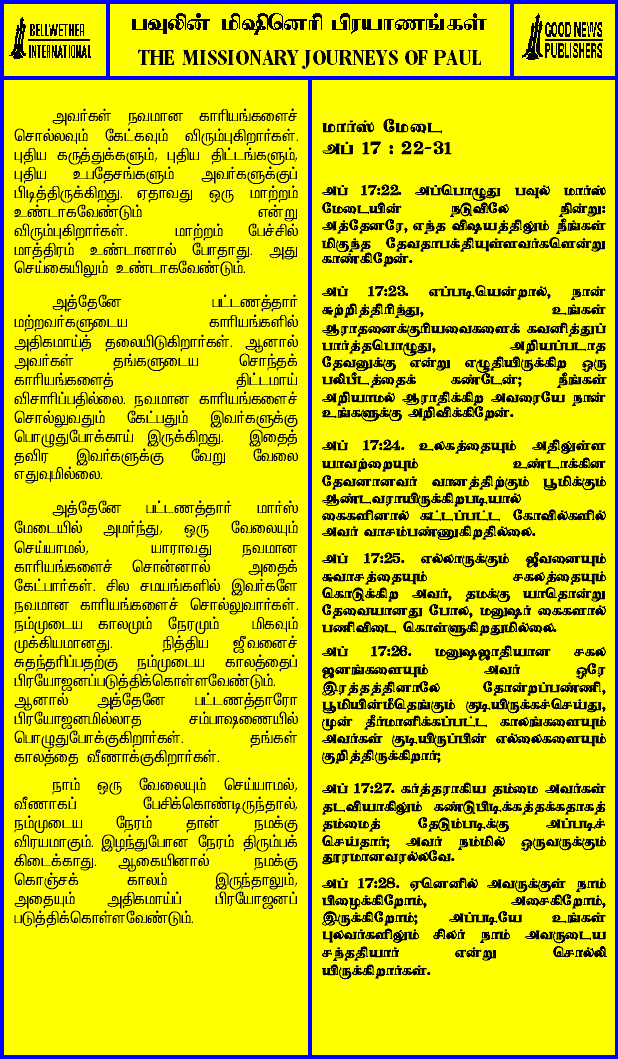 BELLWETHER
INTERNATIONAL
பவுலின் மிஷினெரி பிரயாணங்கள்
THE MISSIONARY JOURNEYS OF PAUL
GOOD NEWS
PUBLISHERS
அவர்கள் நவமான காரியங்களைச்
சொல்லவும் கேட்கவும் விரும்புகிறார்கள்.
புதிய கருத்துக்களும், புதிய திட்டங்களும்,
புதிய உபதேசங்களும் அவர்களுக்குப்
பிடித்திருக்கிறது. ஏதாவது ஒரு மாற்றம்
உண்டாகவேண்டும் என்று
விரும்புகிறார்கள். மாற்றம் பேச்சில்
மாத்திரம் உண்டானால் போதாது. அது
செய்கையிலும் உண்டாகவேண்டும்.
அத்தேனே பட்டணத்தார்
மற்றவர்களுடைய காரியங்களில்
அதிகமாய்த் தலையிடுகிறார்கள். ஆனால்
அவர்கள் தங்களுடைய சொந்தக்
காரியங்களைத் திட்டமாய்
விசாரிப்பதில்லை. நவமான காரியங்களைச்
சொல்லுவதும் கேட்பதும் இவர்களுக்கு
பொழுதுபோக்காய் இருக்கிறது. இதைத்
தவிர இவர்களுக்கு வேறு வேலை
எதுவுமில்லை.
அத்தேனே பட்டணத்தார் மார்ஸ்
மேடையில் அமர்ந்து, ஒரு வேலையும்
செய்யாமல், யாராவது நவமான
காரியங்களைச் சொன்னால் அதைக்
கேட்பார்கள். சில சமயங்களில் இவர்களே
நவமான காரியங்களைச் சொல்லுவார்கள்.
நம்முடைய காலமும் நேரமும் மிகவும்
முக்கியமானது. நித்திய ஜீவனைச்
சுதந்தரிப்பதற்கு நம்முடைய காலத்தைப்
பிரயோஜனப்படுத்திக்கொள்ளவேண்டும்.
ஆனால் அத்தேனே பட்டணத்தாரோ
பிரயோஜனமில்லாத சம்பாஷணையில்
பொழுதுபோக்குகிறார்கள். தங்கள்
காலத்தை வீணாக்குகிறார்கள்.
நாம் ஒரு வேலையும் செய்யாமல்,
வீணாகப் பேசிக்கொண்டிருந்தால்,
நம்முடைய நேரம் தான் நமக்கு
விரயமாகும். இழந்துபோன நேரம் திரும்பக்
கிடைக்காது. ஆகையினால் நமக்கு
கொஞ்சக் காலம் இருந்தாலும்,
அதையும் அதிகமாய்ப் பிரயோஜனப்
படுத்திக்கொள்ளவேண்டும்.
மார்ஸ் மேடை
அப் 17 : 22-31
அப் 17:22. அப்பொழுது பவுல் மார்ஸ்
மேடையின் நடுவிலே நின்று:
அத்தேனரே, எந்த விஷயத்திலும் நீங்கள்
மிகுந்த தேவதாபக்தியுள்ளவர்களென்று
காண்கிறேன்.
அப் 17:23. எப்படியென்றால், நான்
சுற்றித்திரிந்து, உங்கள்
ஆராதனைக்குரியவைகளைக் கவனித்துப்
பார்த்தபொழுது, அறியப்படாத
தேவனுக்கு என்று எழுதியிருக்கிற ஒரு
பலிபீடத்தைக் கண்டேன்; நீங்கள்
அறியாமல் ஆராதிக்கிற அவரையே நான்
உங்களுக்கு அறிவிக்கிறேன்.
அப் 17:24. உலகத்தையும் அதிலுள்ள
யாவற்றையும் உண்டாக்கின
தேவனானவர் வானத்திற்கும் பூமிக்கும்
ஆண்டவராயிருக்கிறபடியால்
கைகளினால் கட்டப்பட்ட கோவில்களில்
அவர் வாசம்பண்ணுகிறதில்லை.
அப் 17:25. எல்லாருக்கும் ஜீவனையும்
சுவாசத்தையும் சகலத்தையும்
கொடுக்கிற அவர், தமக்கு யாதொன்று
தேவையானது போல, மனுஷர் கைகளால்
பணிவிடை கொள்ளுகிறதுமில்லை.
அப் 17:26. மனுஷஜாதியான சகல
ஜனங்களையும் அவர் ஒரே
இரத்தத்தினாலே தோன்றப்பண்ணி,
பூமியின்மீதெங்கும் குடியிருக்கச்செய்து,
முன் தீர்மானிக்கப்பட்ட காலங்களையும்
அவர்கள் குடியிருப்பின் எல்லைகளையும்
குறித்திருக்கிறார்;
அப் 17:27. கர்த்தராகிய தம்மை அவர்கள்
தடவியாகிலும் கண்டுபிடிக்கத்தக்கதாகத்
தம்மைத் தேடும்படிக்கு அப்படிச்
செய்தார்; அவர் நம்மில் ஒருவருக்கும்
தூரமானவரல்லவே.
அப் 17:28. ஏனெனில் அவருக்குள் நாம்
பிழைக்கிறோம், அசைகிறோம்,
இருக்கிறோம்; அப்படியே உங்கள்
புலவர்களிலும் சிலர் நாம் அவருடைய
சந்ததியார் என்று சொல்லி
யிருக்கிறார்கள்.